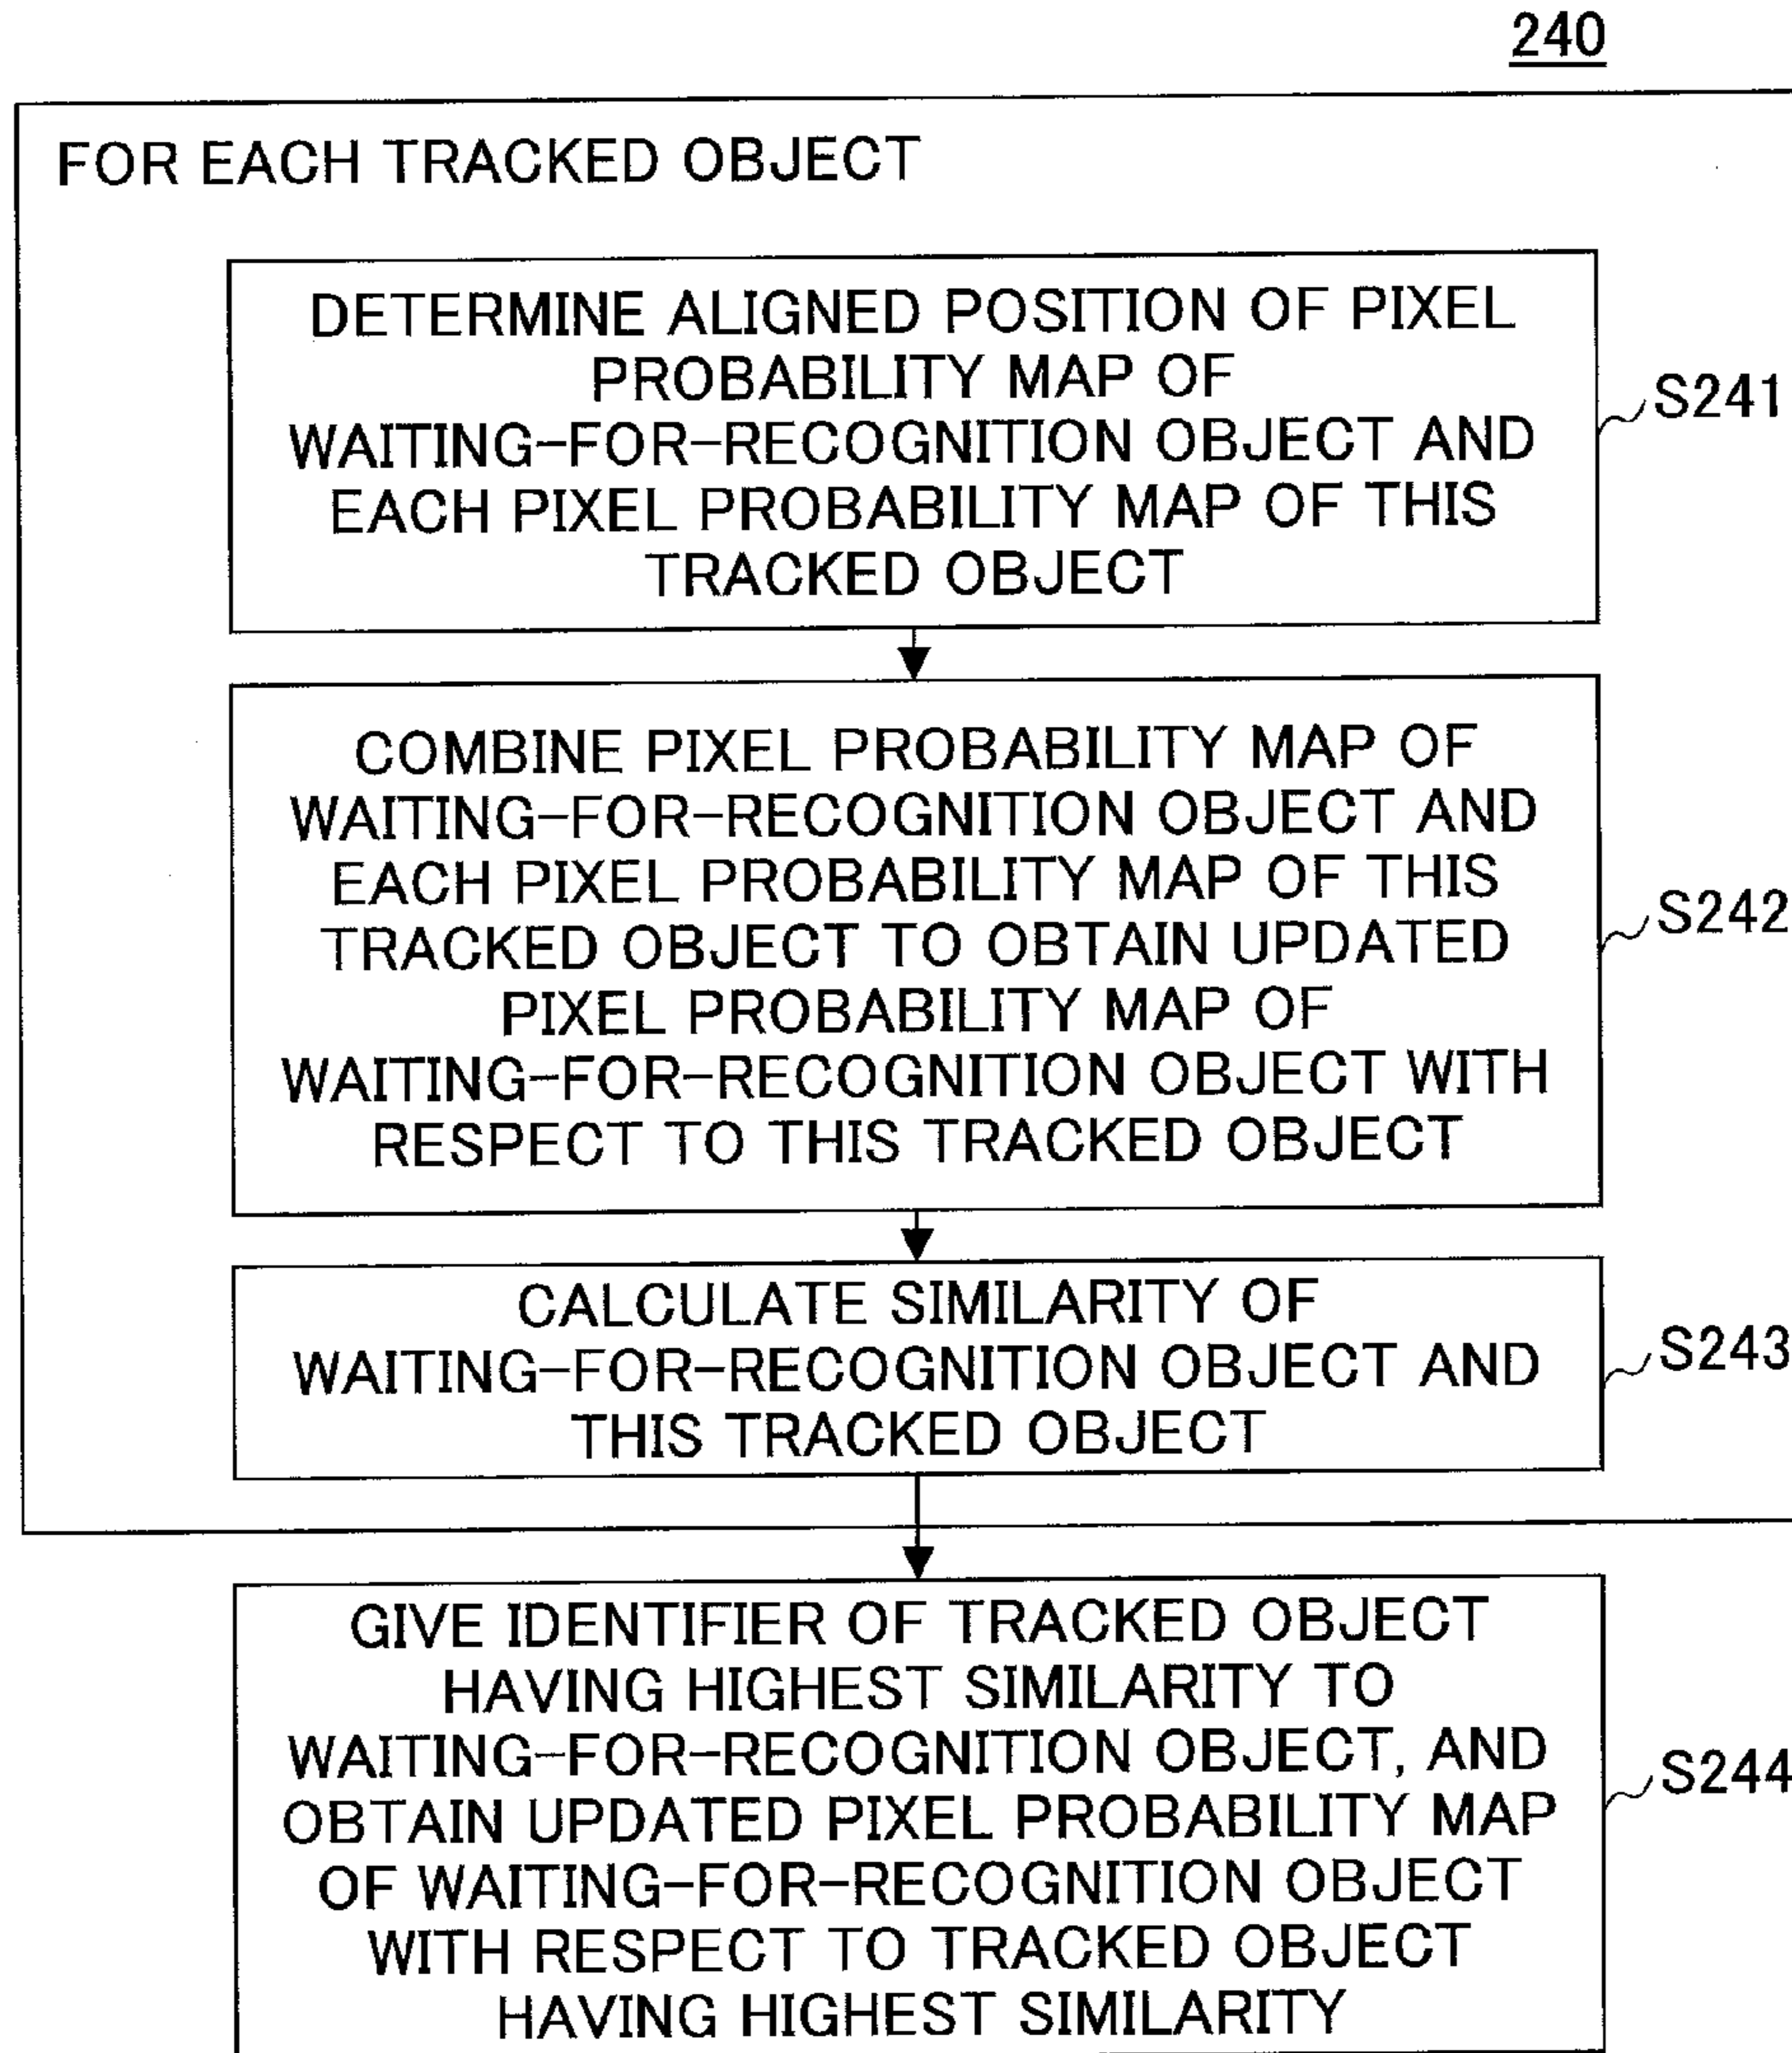 240
FOR EACH TRACKED OBJECT
DETERMINE ALIGNED POSITION OF PIXEL
PROBABILITY MAP OF
WAITING-FOR-RECOGNITION OBJECT AND
EACH PIXEL PROBABILITY MAP OF THIS
TRACKED OBJECT
S241
COMBINE PIXEL PROBABILITY MAP OF
WAITING-FOR-RECOGNITION OBJECT AND
EACH PIXEL PROBABILITY MAP OF THIS
TRACKED OBJECT TO OBTAIN UPDATED
PIXEL PROBABILITY MAP OF
WAITING-FOR-RECOGNITION OBJECT WITH
RESPECT TO THIS TRACKED OBJECT
S242
CALCULATE SIMILARITY OF
WAITING-FOR-RECOGNITION OBJECT AND
THIS TRACKED OBJECT
S243
GIVE IDENTIFIER OF TRACKED OBJECT
HAVING HIGHEST SIMILARITY TO
WAITING-FOR-RECOGNITION OBJECT, AND
OBTAIN UPDATED PIXEL PROBABILITY MAP
OF WAITING-FOR-RECOGNITION OBJECT
WITH RESPECT TO TRACKED OBJECT
HAVING HIGHEST SIMILARITY
S244